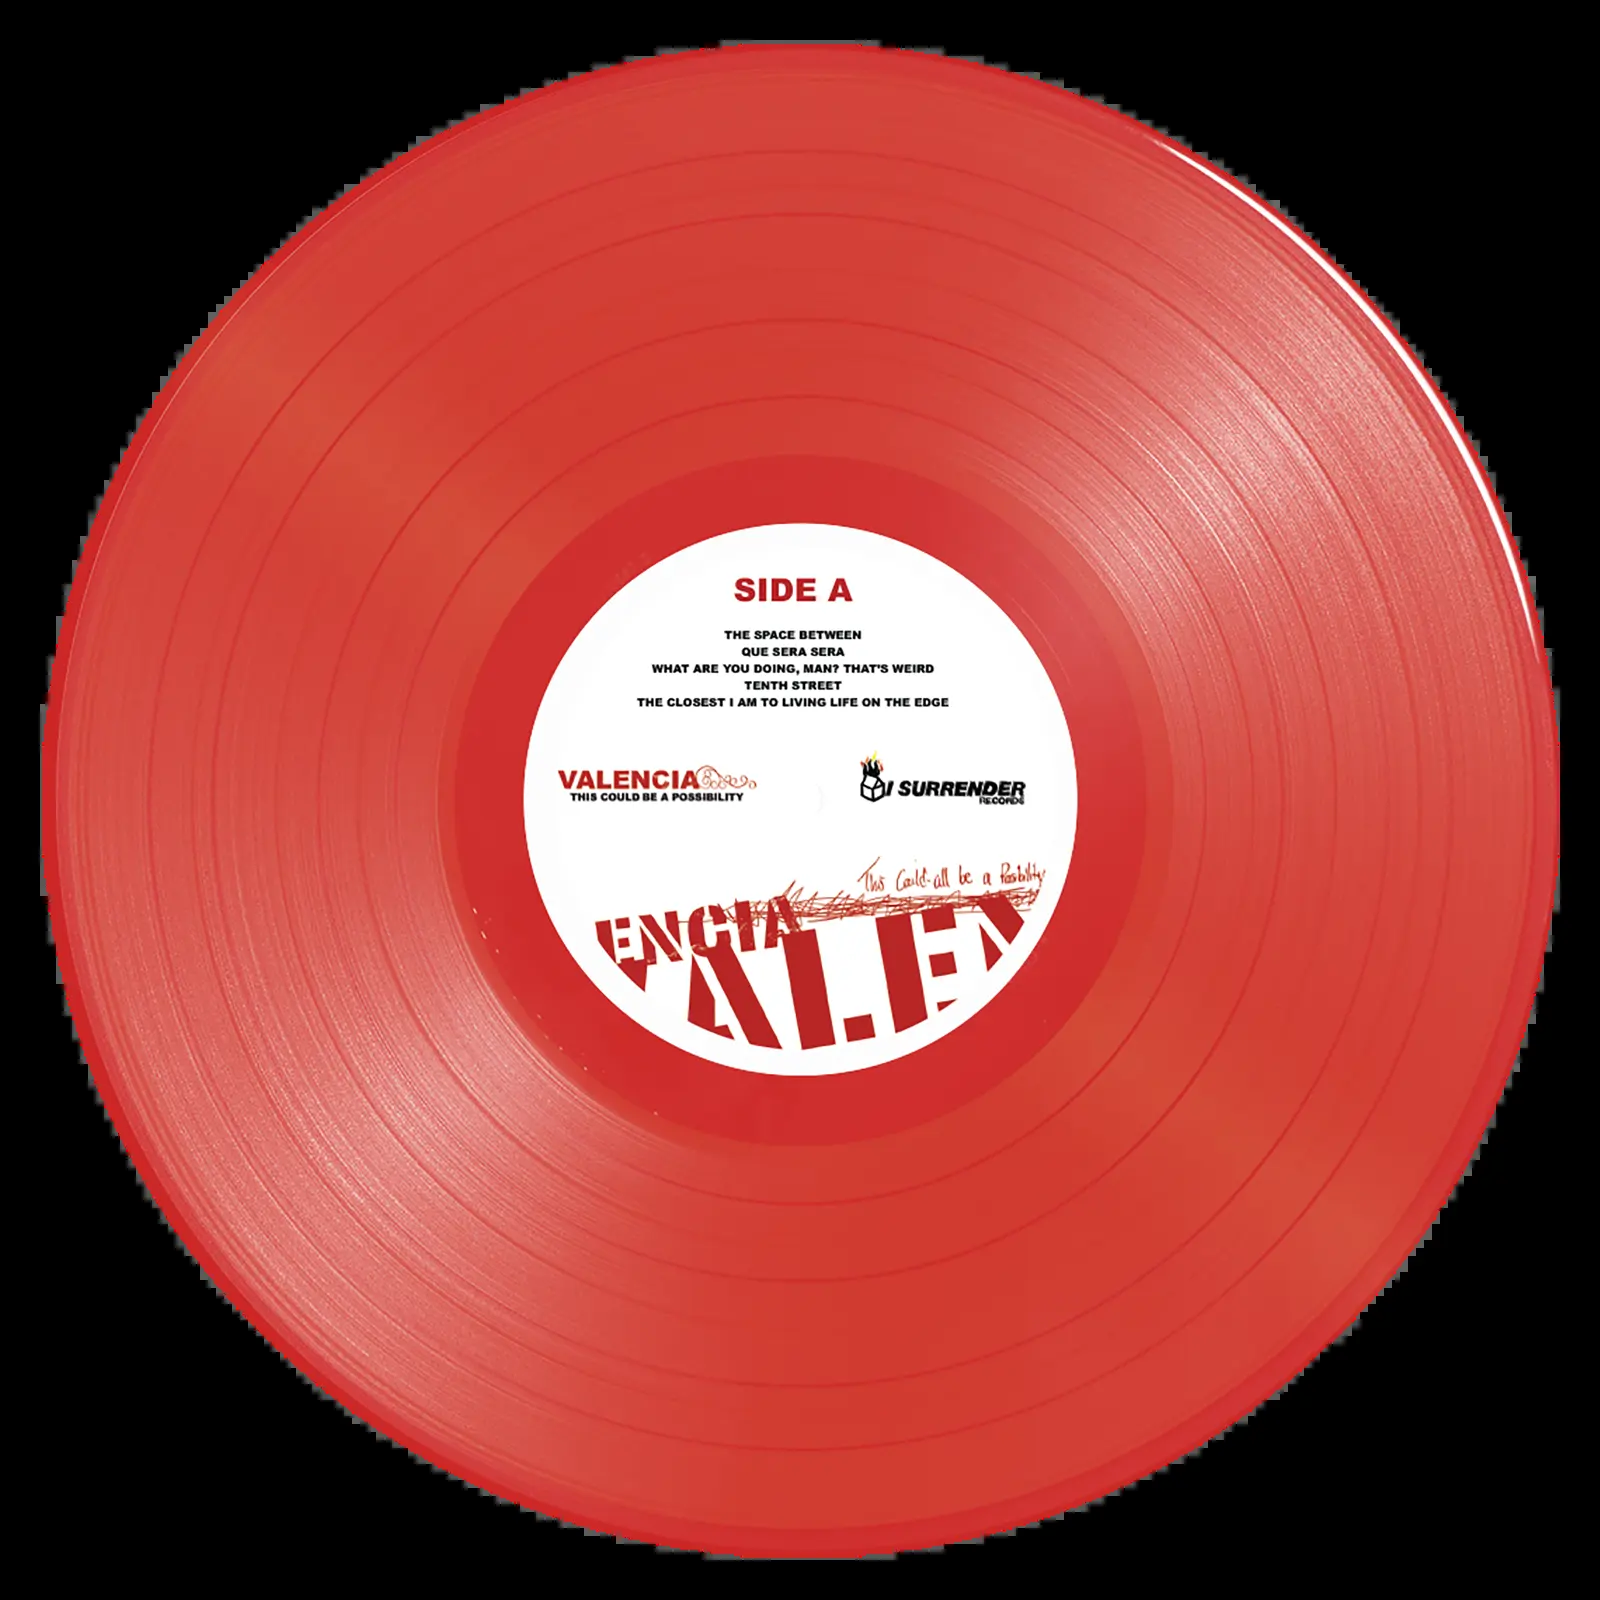 SIDE A
THE SPACE BETWEEN
QUE SERA SERA
WHAT ARE YOU DOING, MAN? THAT'S WEIRD
TENTH STREET
THE CLOSEST I AM TO LIVING LIFE ON THE EDGE
VALENCIA
THIS COULD BE A POSSIBILITY
I SURRENDER
RECORDS
This Could all be a Possibility
ENCIA
VALEN